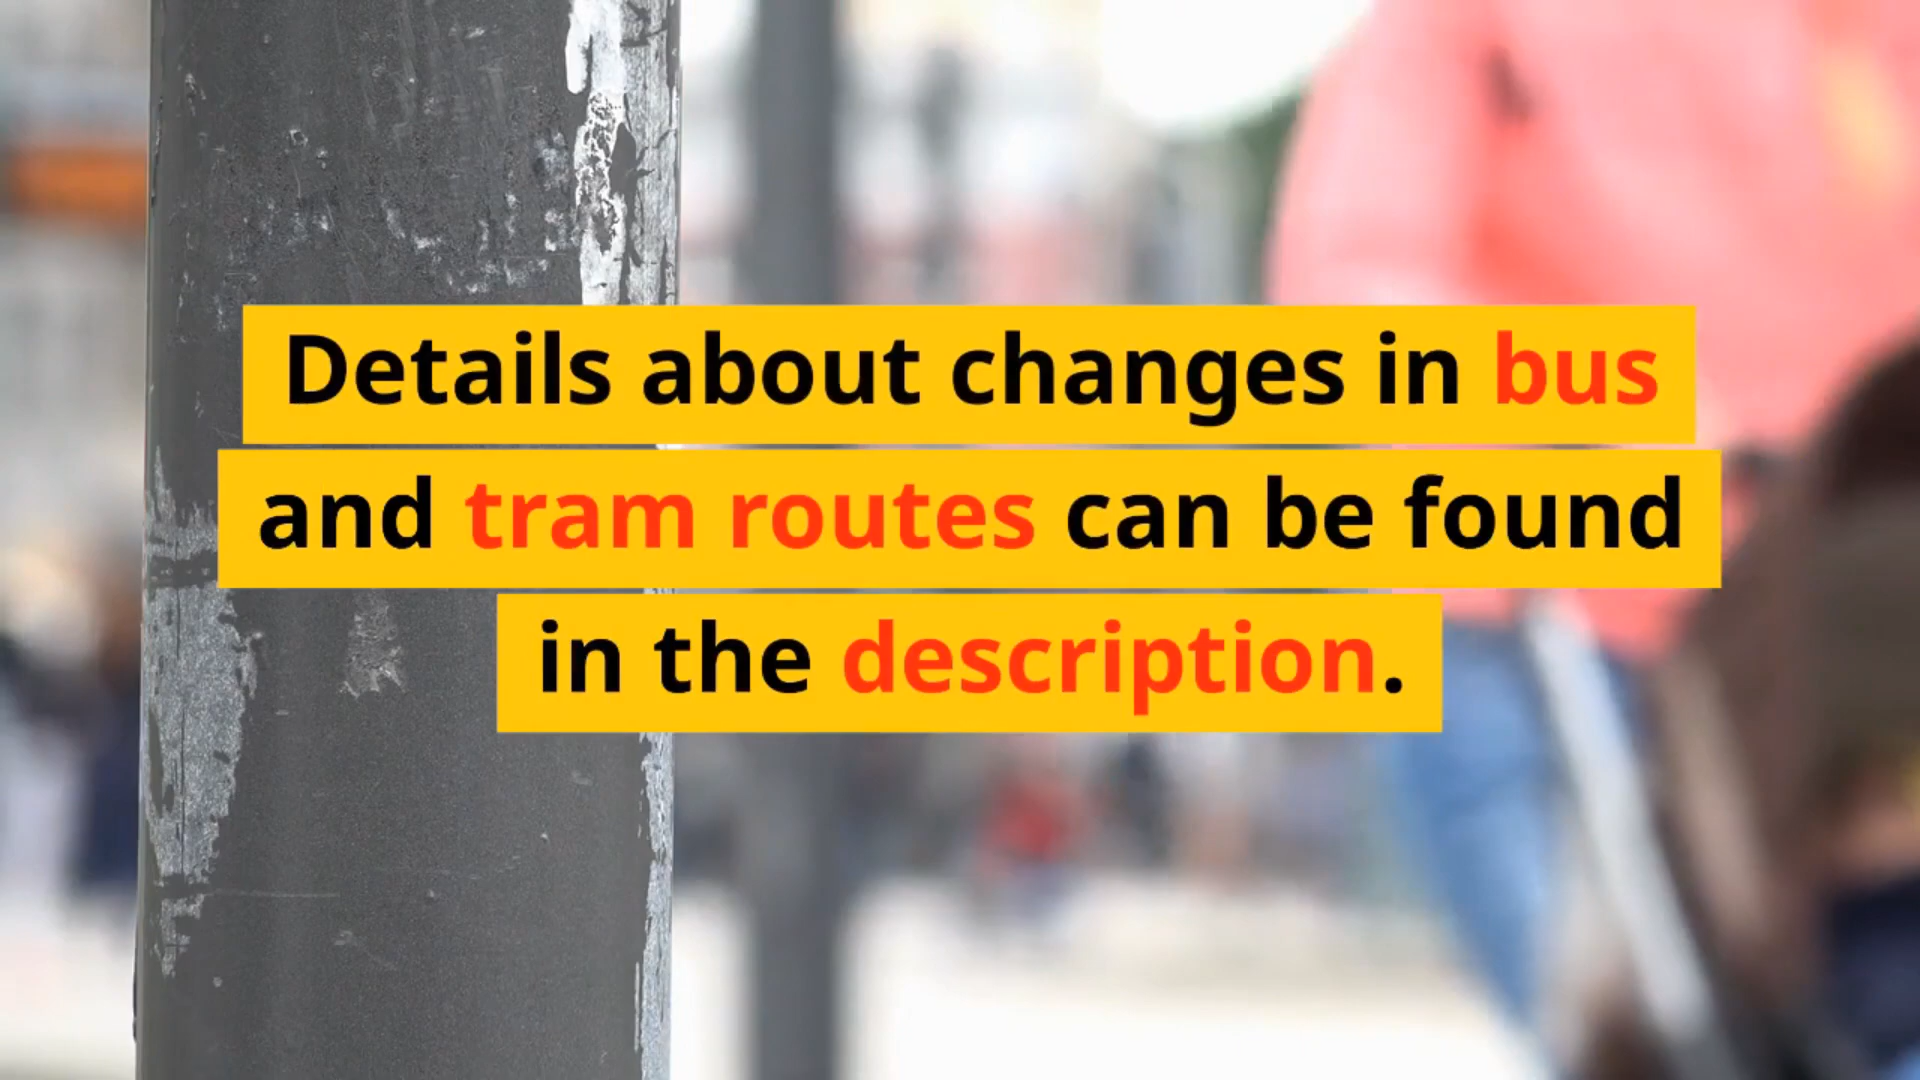 Details about changes in bus
and tram routes can be found
in the description.